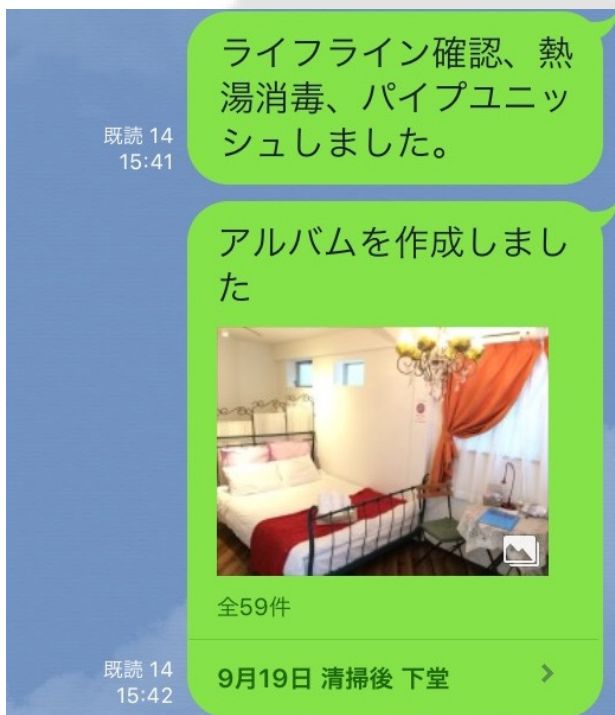 ライフライン確認、熱
湯消毒、パイプユニッ
シュしました。
既読 14
15:41
アルバムを作成しまし
た
全59件
既読 14
15:42
9月19日 清掃後 下堂